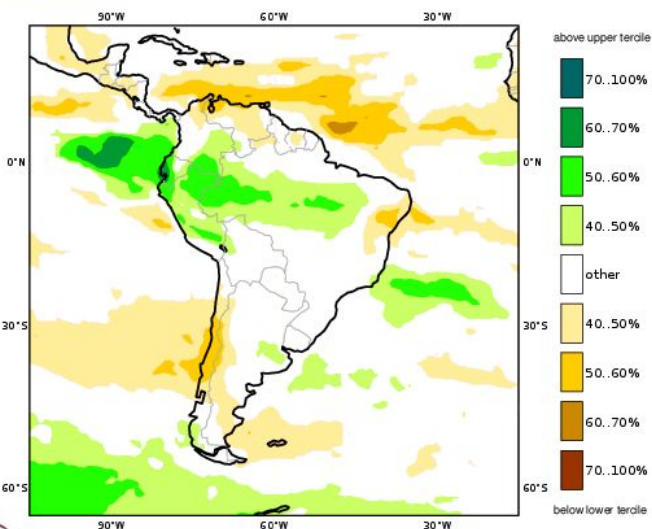 90°W 60°W 30°W
above upper tercile
70..100%
60..70%
0°N 0°N
50..60%
40..50%
other
30°S 30°S
40..50%
50..60%
60..70%
70..100%
60°S 60°S
below lower tercile
90°W 60°W 30°W